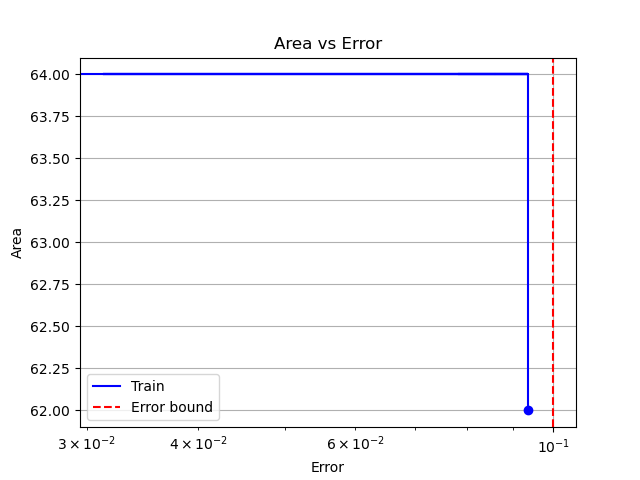 Area vs Error
64.00
63.75
63.50
63.25
63.00
62.75
62.50
62.25
62.00
Area
Train
Error bound
3 × 10⁻²
4 × 10⁻²
6 × 10⁻²
10⁻¹
Error